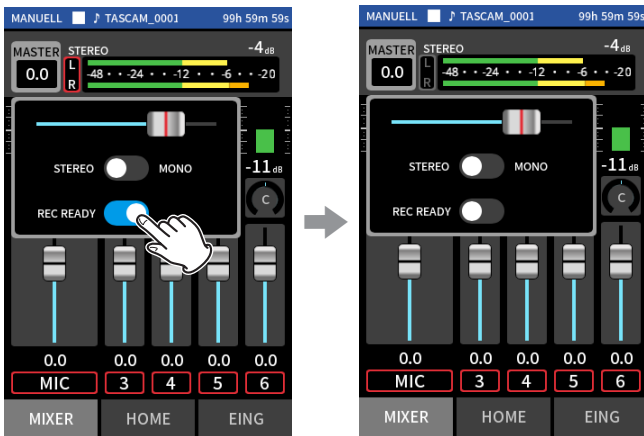 MANUELL ♪ TASCAM_0001 99h 59m 59s
MASTER STEREO -4dB
0.0 L -48 · · -24 · · -12 · · -6 · · -20
R
STEREO MONO -11dB
REC READY C
0.0 0.0 0.0 0.0 0.0
MIC 3 4 5 6
MIXER HOME EING
MANUELL ♪ TASCAM_0001 99h 59m 59s
MASTER STEREO -4dB
0.0 L -48 · · -24 · · -12 · · -6 · · -20
R
STEREO MONO -11dB
REC READY C
0.0 0.0 0.0 0.0 0.0
MIC 3 4 5 6
MIXER HOME EING